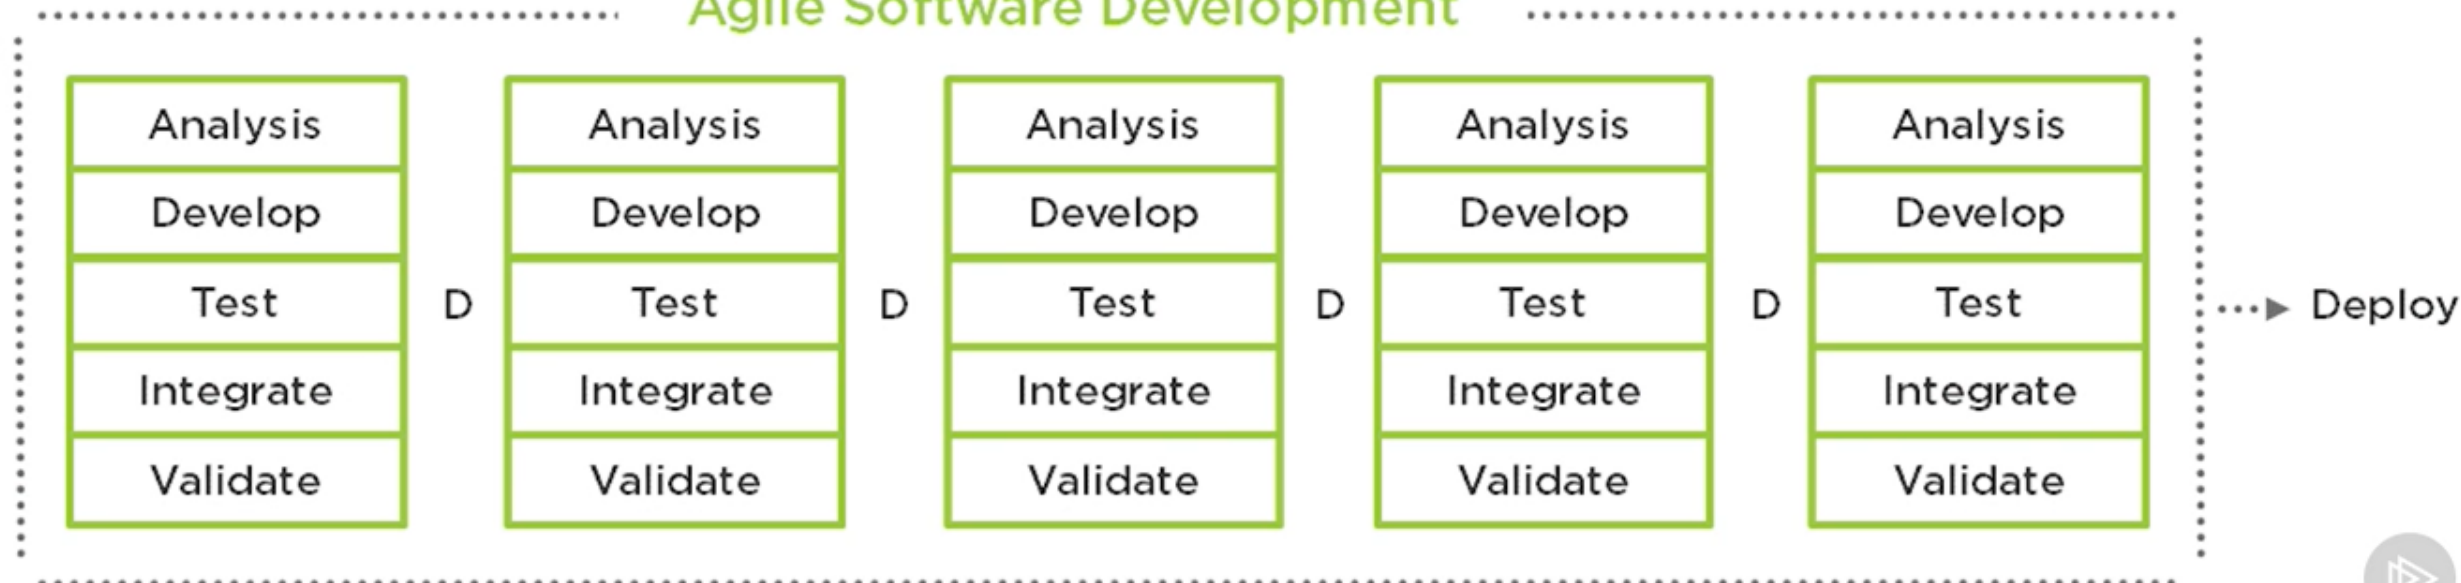 Agile Software Development
Analysis Analysis Analysis Analysis Analysis
Develop Develop Develop Develop Develop
Test D Test D Test D Test D Test Deploy
Integrate Integrate Integrate Integrate Integrate
Validate Validate Validate Validate Validate